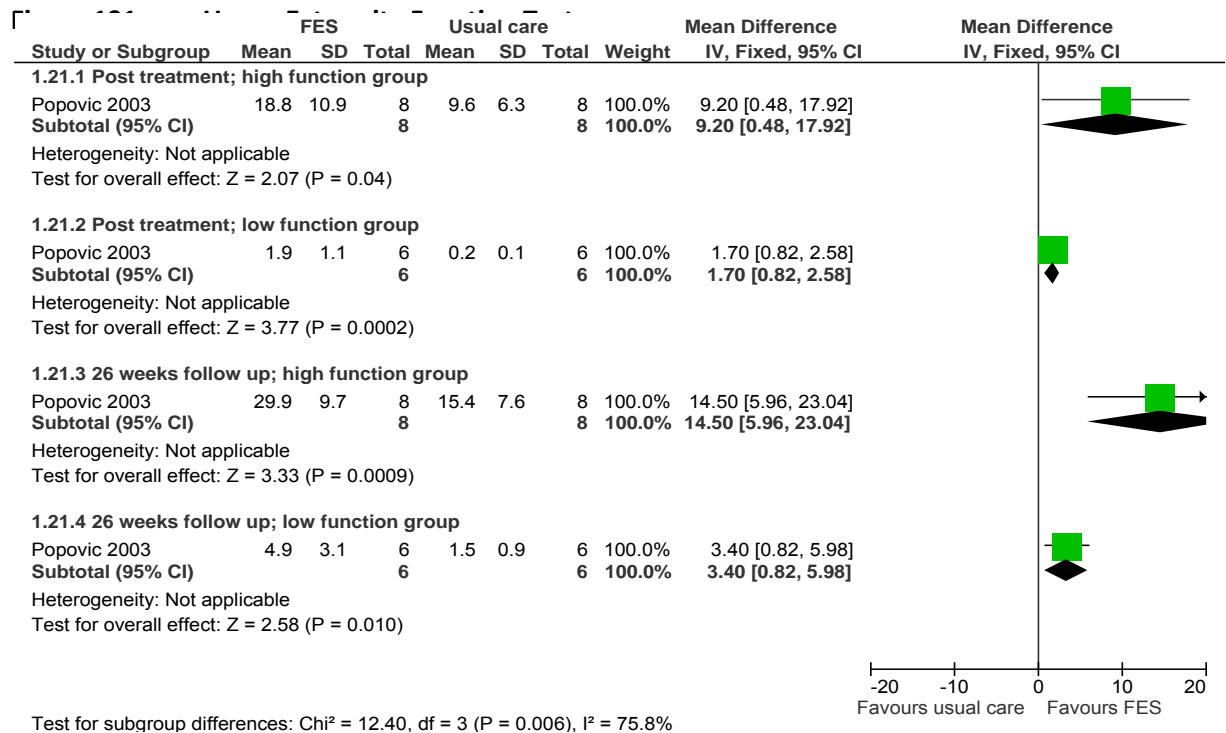 FES Usual care Mean Difference Mean Difference
Study or Subgroup Mean SD Total Mean SD Total Weight IV, Fixed, 95% CI IV, Fixed, 95% CI
1.21.1 Post treatment; high function group
Popovic 2003 18.8 10.9 8 9.6 6.3 8 100.0% 9.20 [0.48, 17.92]
Subtotal (95% CI) 8 8 100.0% 9.20 [0.48, 17.92]
Heterogeneity: Not applicable
Test for overall effect: Z = 2.07 (P = 0.04)
1.21.2 Post treatment; low function group
Popovic 2003 1.9 1.1 6 0.2 0.1 6 100.0% 1.70 [0.82, 2.58]
Subtotal (95% CI) 6 6 100.0% 1.70 [0.82, 2.58]
Heterogeneity: Not applicable
Test for overall effect: Z = 3.77 (P = 0.0002)
1.21.3 26 weeks follow up; high function group
Popovic 2003 29.9 9.7 8 15.4 7.6 8 100.0% 14.50 [5.96, 23.04]
Subtotal (95% CI) 8 8 100.0% 14.50 [5.96, 23.04]
Heterogeneity: Not applicable
Test for overall effect: Z = 3.33 (P = 0.0009)
1.21.4 26 weeks follow up; low function group
Popovic 2003 4.9 3.1 6 1.5 0.9 6 100.0% 3.40 [0.82, 5.98]
Subtotal (95% CI) 6 6 100.0% 3.40 [0.82, 5.98]
Heterogeneity: Not applicable
Test for overall effect: Z = 2.58 (P = 0.010)
-20 -10 0 10 20
Favours usual care Favours FES
Test for subgroup differences: Chi² = 12.40, df = 3 (P = 0.006), I² = 75.8%